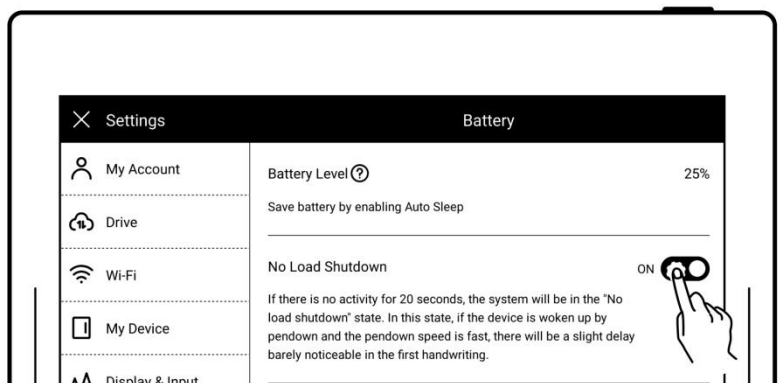 Settings
Battery
My Account
Drive
Wi-Fi
My Device
Display & Input
Battery Level ?
25%
Save battery by enabling Auto Sleep
No Load Shutdown
ON
If there is no activity for 20 seconds, the system will be in the "No
load shutdown" state. In this state, if the device is woken up by
pendown and the pendown speed is fast, there will be a slight delay
barely noticeable in the first handwriting.